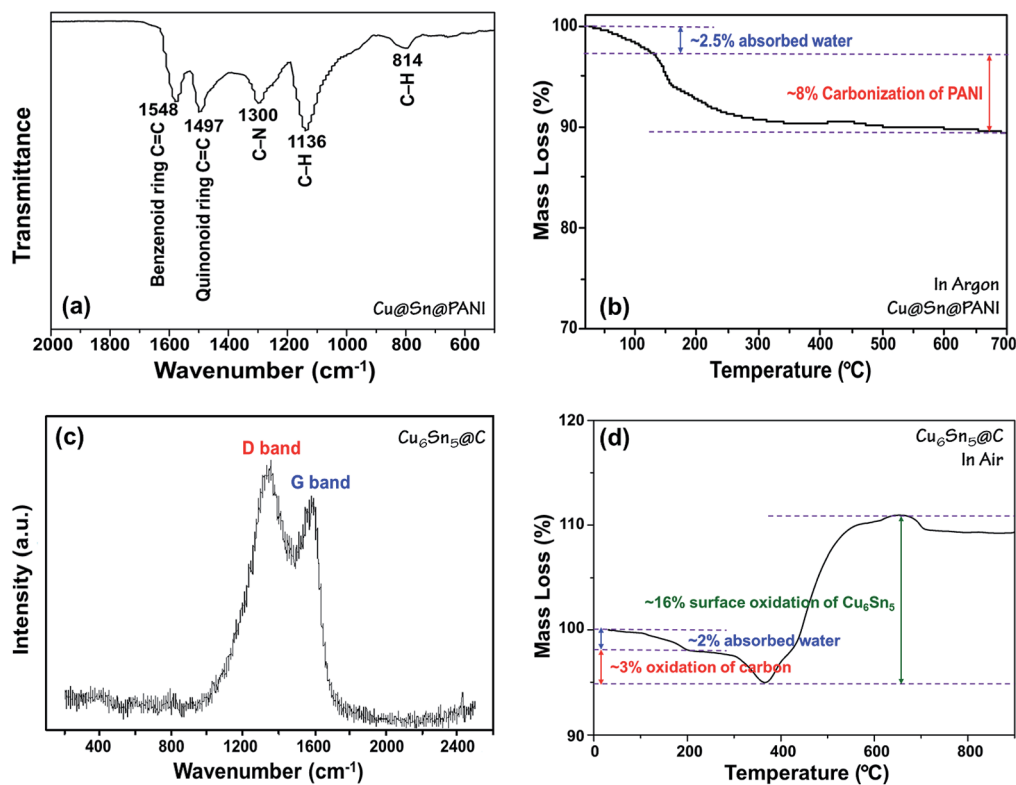 Transmittance
1548
1497
1300
1136
814
Benzenoid ring C=C
Quinonoid ring C=C
C–N
C–H
C–H
(a)
Cu@Sn@PANI
2000 1800 1600 1400 1200 1000 800 600
Wavenumber (cm⁻¹)
Mass Loss (%)
100
90
80
70
~2.5% absorbed water
~8% Carbonization of PANI
In Argon
(b)
Cu@Sn@PANI
100 200 300 400 500 600 700
Temperature (ºC)
Intensity (a.u.)
(c)
Cu₆Sn₅@C
D band
G band
400 800 1200 1600 2000 2400
Wavenumber (cm⁻¹)
Mass Loss (%)
120
110
100
90
(d)
Cu₆Sn₅@C
In Air
~16% surface oxidation of Cu₆Sn₅
~2% absorbed water
~3% oxidation of carbon
0 200 400 600 800
Temperature (ºC)